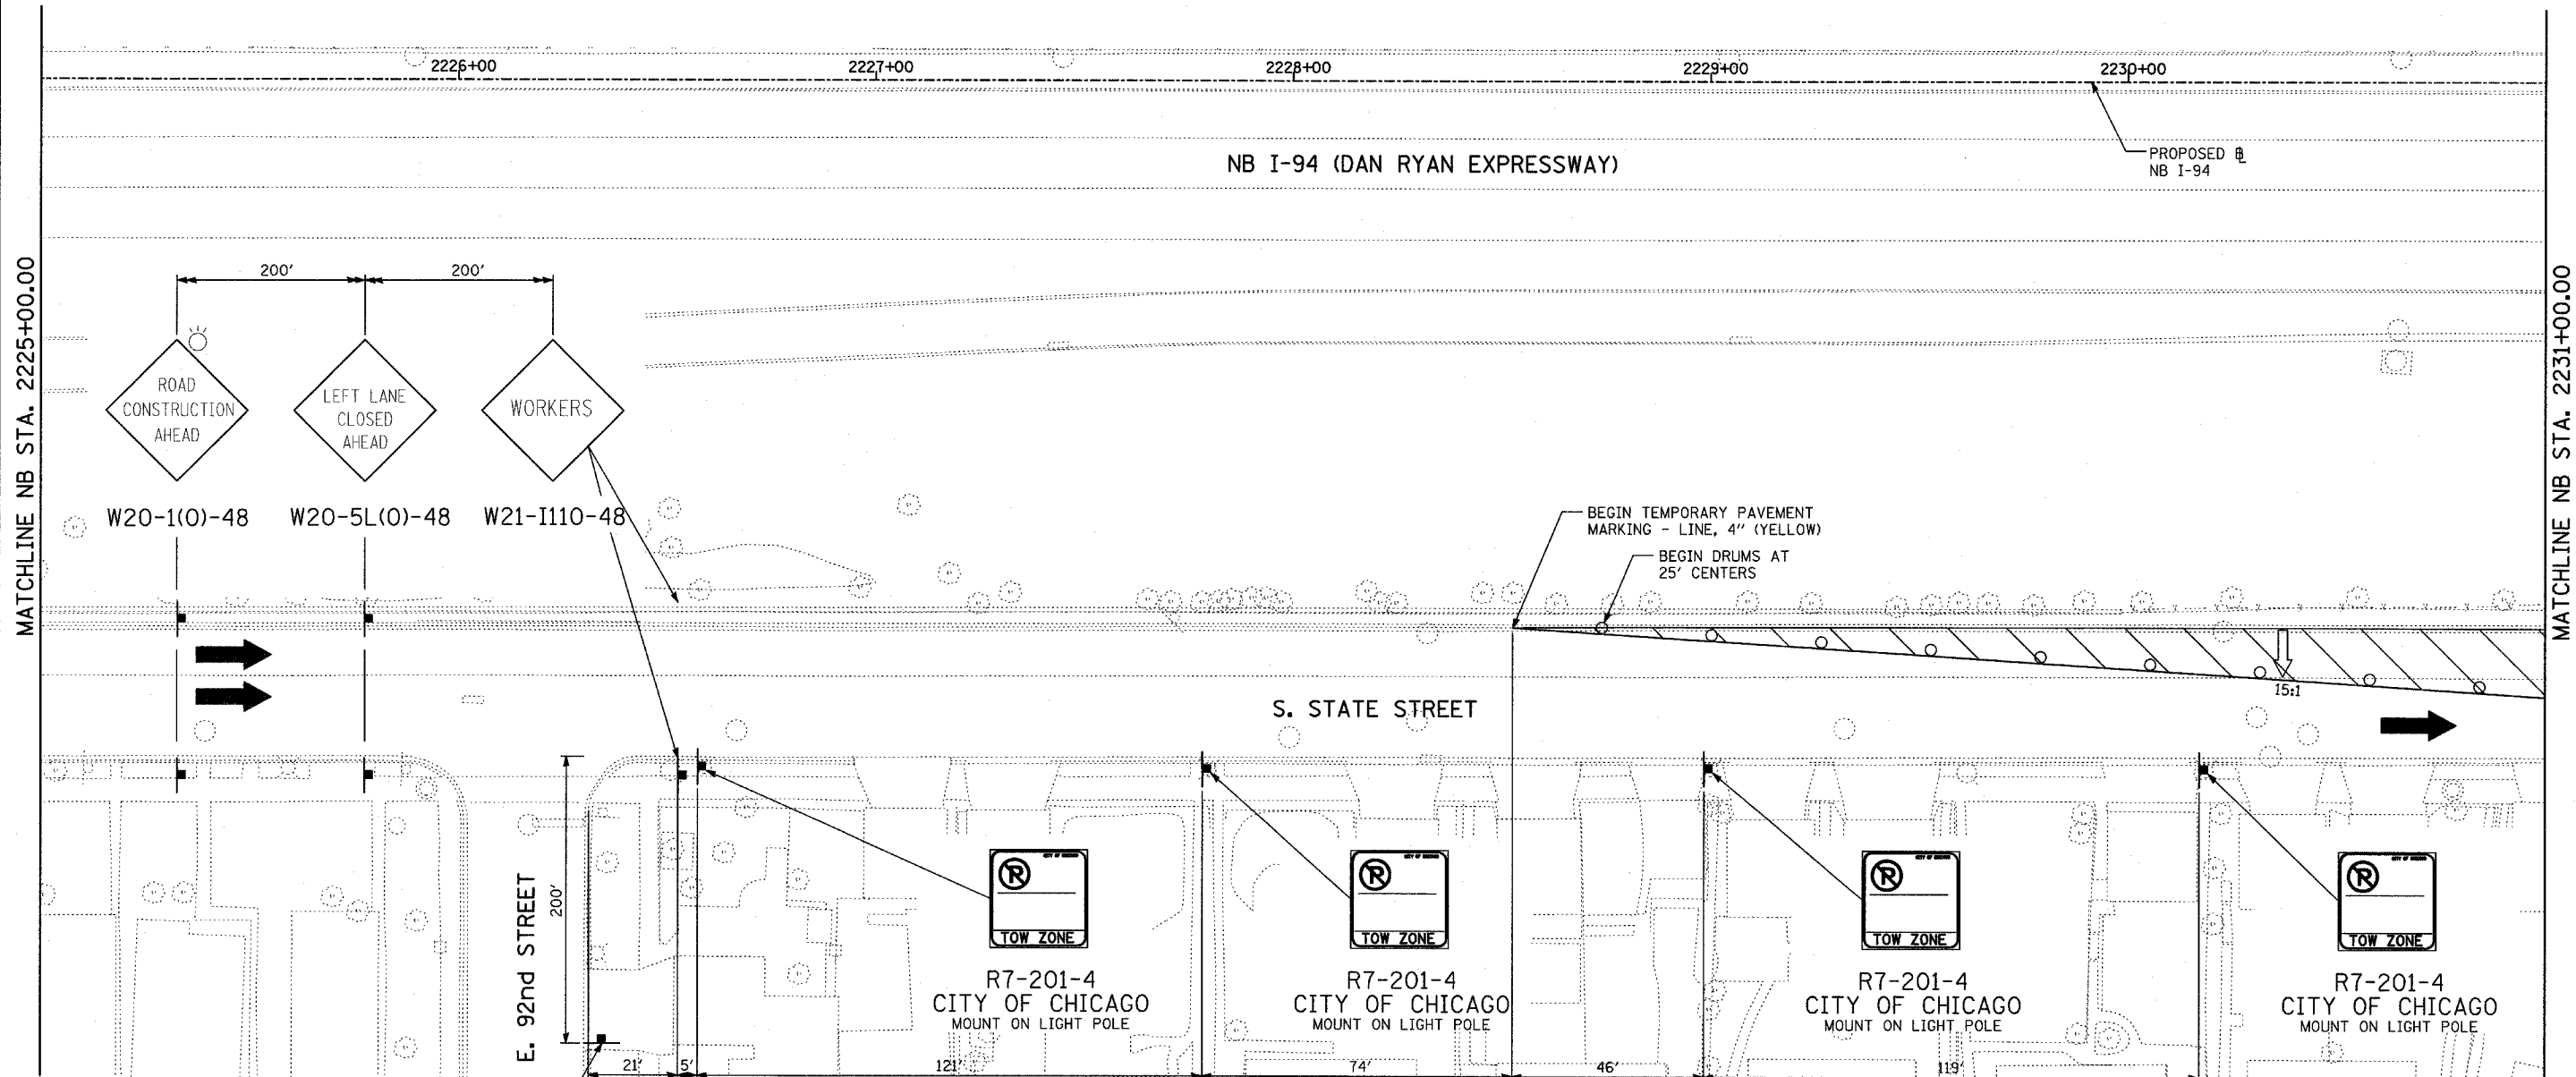 2226+00
2227+00
2228+00
2229+00
2230+00
NB I-94 (DAN RYAN EXPRESSWAY)
PROPOSED
NB I-94
MATCHLINE NB STA. 2225+00.00
MATCHLINE NB STA. 2231+00.00
200'
200'
ROAD
CONSTRUCTION
AHEAD
LEFT LANE
CLOSED
AHEAD
WORKERS
W20-1(O)-48
W20-5L(O)-48
W21-I110-48
BEGIN TEMPORARY PAVEMENT
MARKING - LINE, 4" (YELLOW)
BEGIN DRUMS AT
25' CENTERS
15:1
S. STATE STREET
E. 92nd STREET
200'
TOW ZONE
R7-201-4
CITY OF CHICAGO
MOUNT ON LIGHT POLE
TOW ZONE
R7-201-4
CITY OF CHICAGO
MOUNT ON LIGHT POLE
TOW ZONE
R7-201-4
CITY OF CHICAGO
MOUNT ON LIGHT POLE
TOW ZONE
R7-201-4
CITY OF CHICAGO
MOUNT ON LIGHT POLE
21'
5'
121'
74'
46'
119'